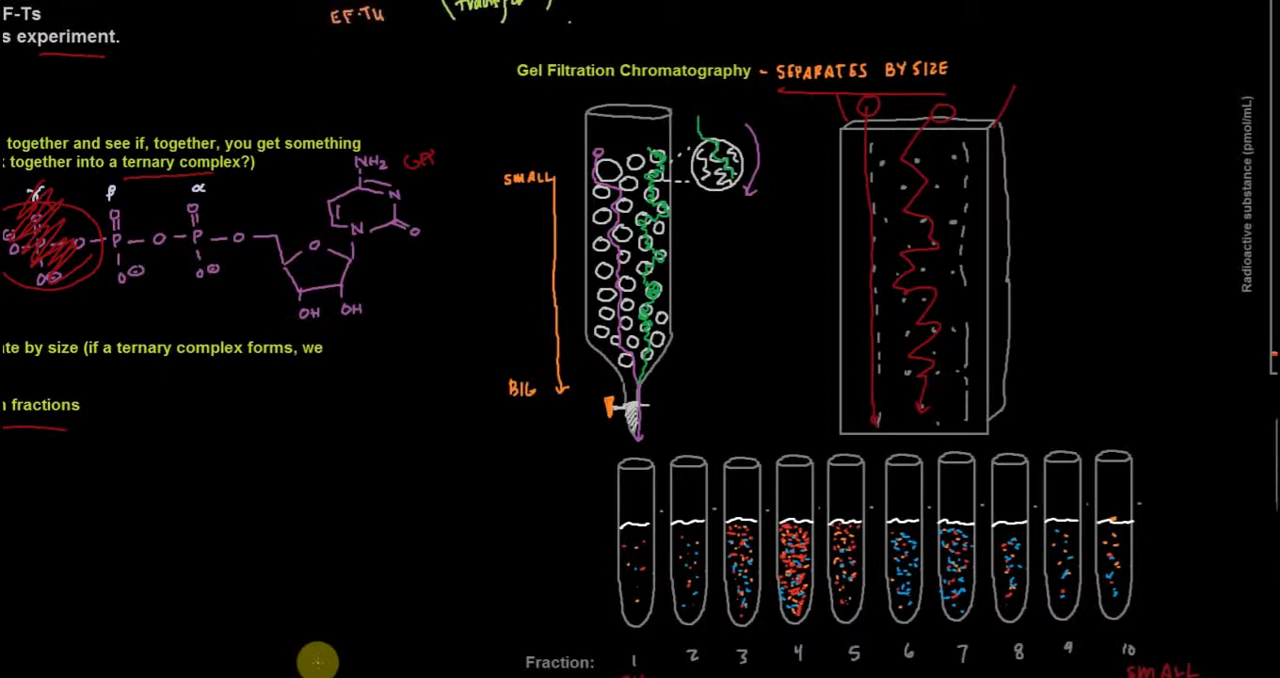 F-Ts
s experiment.
EF-Tu
(transfer)
Gel Filtration Chromatography - SEPARATES BY SIZE
together and see if, together, you get something
together into a ternary complex?)
γ β α
NH₂
N
N O
O P O P O P O
O
O⊖ O⊖ O⊖
OH OH
SMALL
BIG
te by size (if a ternary complex forms, we
fractions
Radioactive substance (pmol/mL)
Fraction: 1 2 3 4 5 6 7 8 9 10
SMALL